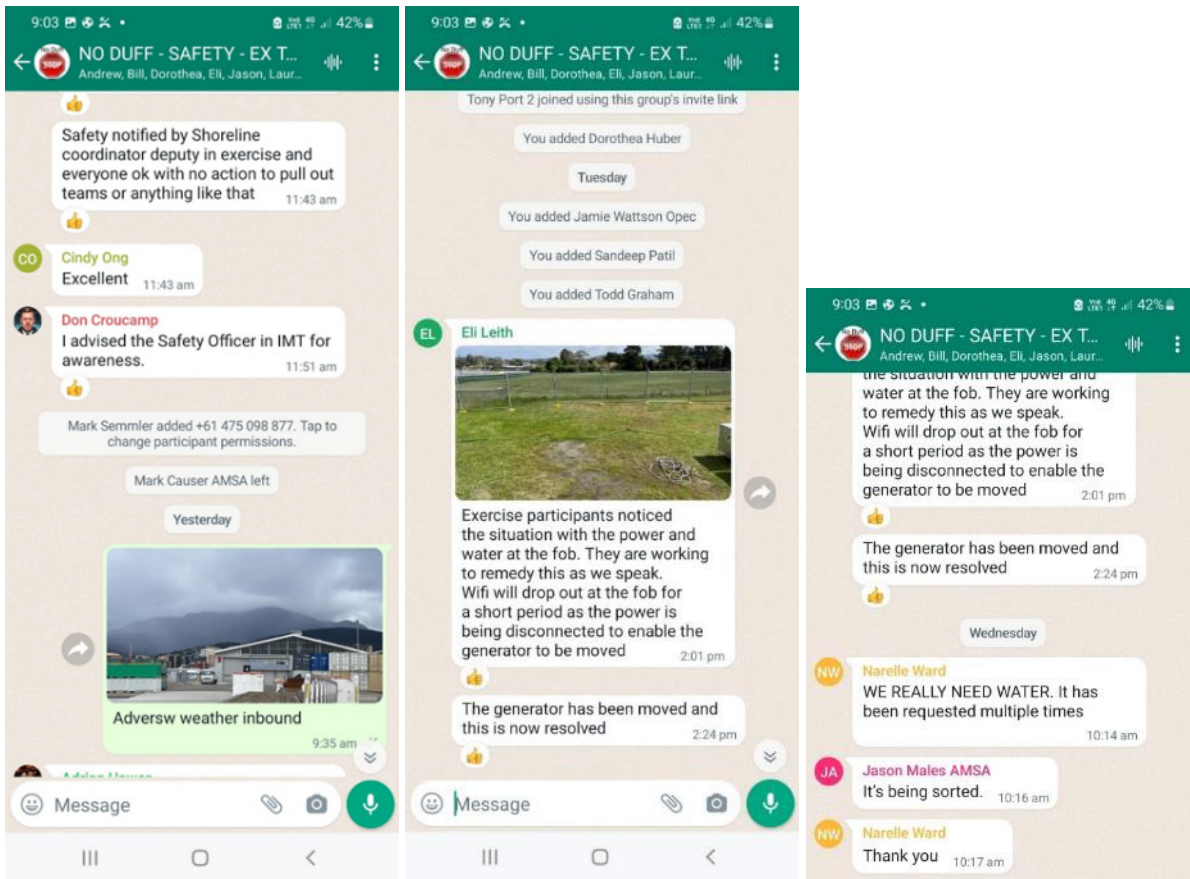 9:03
42%
NO DUFF - SAFETY - EX T...
Andrew, Bill, Dorothea, Eli, Jason, Laur...
Safety notified by Shoreline
coordinator deputy in exercise and
everyone ok with no action to pull out
teams or anything like that
11:43 am
CO
Cindy Ong
Excellent
11:43 am
Don Croucamp
I advised the Safety Officer in IMT for
awareness.
11:51 am
Mark Semmler added +61 475 098 877. Tap to
change participant permissions.
Mark Causer AMSA left
Yesterday
Adversw weather inbound
9:35 am
Message
9:03
42%
NO DUFF - SAFETY - EX T...
Andrew, Bill, Dorothea, Eli, Jason, Laur...
Tony Port 2 joined using this group's invite link
You added Dorothea Huber
Tuesday
You added Jamie Wattson Opec
You added Sandeep Patil
You added Todd Graham
EL
Eli Leith
Exercise participants noticed
the situation with the power and
water at the fob. They are working
to remedy this as we speak.
Wifi will drop out at the fob for
a short period as the power is
being disconnected to enable the
generator to be moved
2:01 pm
The generator has been moved and
this is now resolved
2:24 pm
Message
9:03
42%
NO DUFF - SAFETY - EX T...
Andrew, Bill, Dorothea, Eli, Jason, Laur...
the situation with the power and
water at the fob. They are working
to remedy this as we speak.
Wifi will drop out at the fob for
a short period as the power is
being disconnected to enable the
generator to be moved
2:01 pm
The generator has been moved and
this is now resolved
2:24 pm
Wednesday
NW
Narelle Ward
WE REALLY NEED WATER. It has
been requested multiple times
10:14 am
JA
Jason Males AMSA
It's being sorted.
10:16 am
NW
Narelle Ward
Thank you
10:17 am